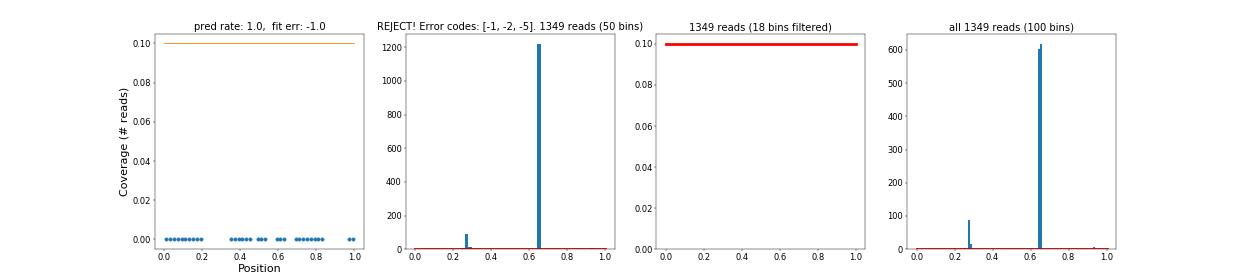 pred rate: 1.0,  fit err: -1.0
REJECT! Error codes: [-1, -2, -5]. 1349 reads (50 bins)
1349 reads (18 bins filtered)
all 1349 reads (100 bins)
Coverage (# reads)
0.10
0.08
0.06
0.04
0.02
0.00
0.0 0.2 0.4 0.6 0.8 1.0
Position
1200
1000
800
600
400
200
0
0.0 0.2 0.4 0.6 0.8 1.0
0.10
0.08
0.06
0.04
0.02
0.00
0.0 0.2 0.4 0.6 0.8 1.0
600
500
400
300
200
100
0
0.0 0.2 0.4 0.6 0.8 1.0